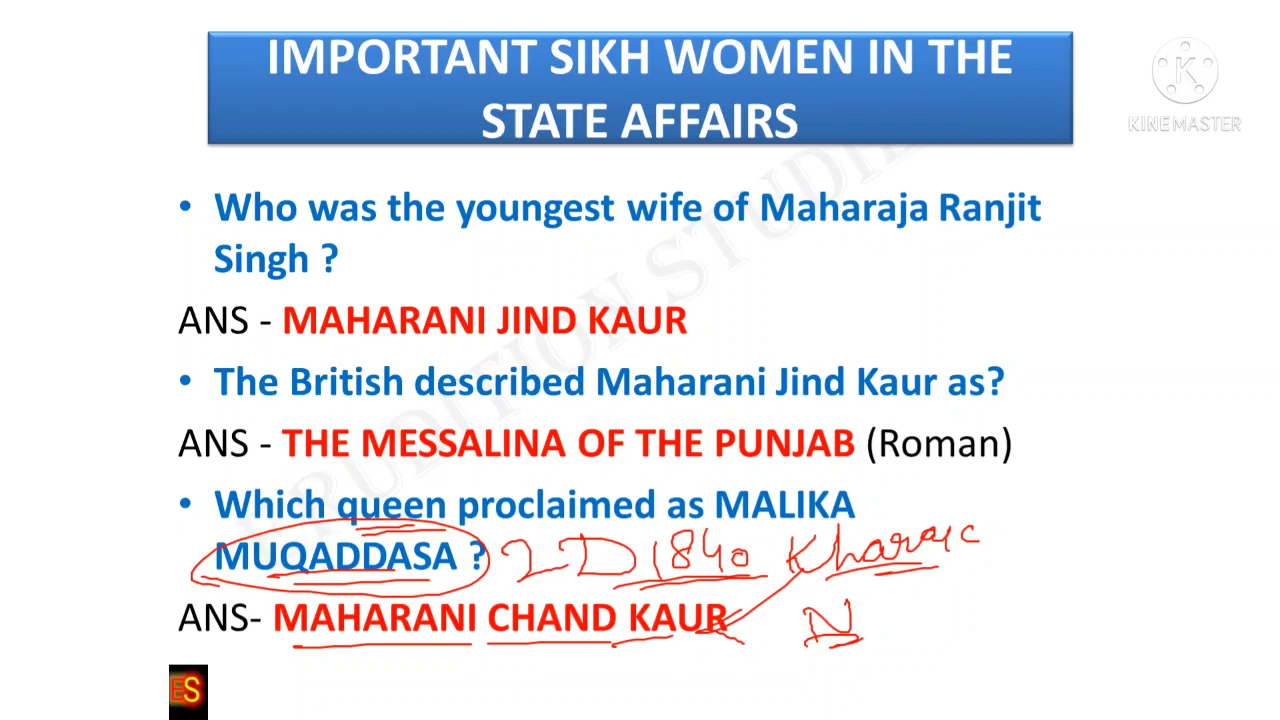 IMPORTANT SIKH WOMEN IN THE
STATE AFFAIRS
K
KINEMASTER
• Who was the youngest wife of Maharaja Ranjit
Singh ?
ANS - MAHARANI JIND KAUR
• The British described Maharani Jind Kaur as?
ANS - THE MESSALINA OF THE PUNJAB (Roman)
• Which queen proclaimed as MALIKA
MUQADDASA ? 2 D 1840
ANS- MAHARANI CHAND KAUR N
ERUDITION STUDIES
ES